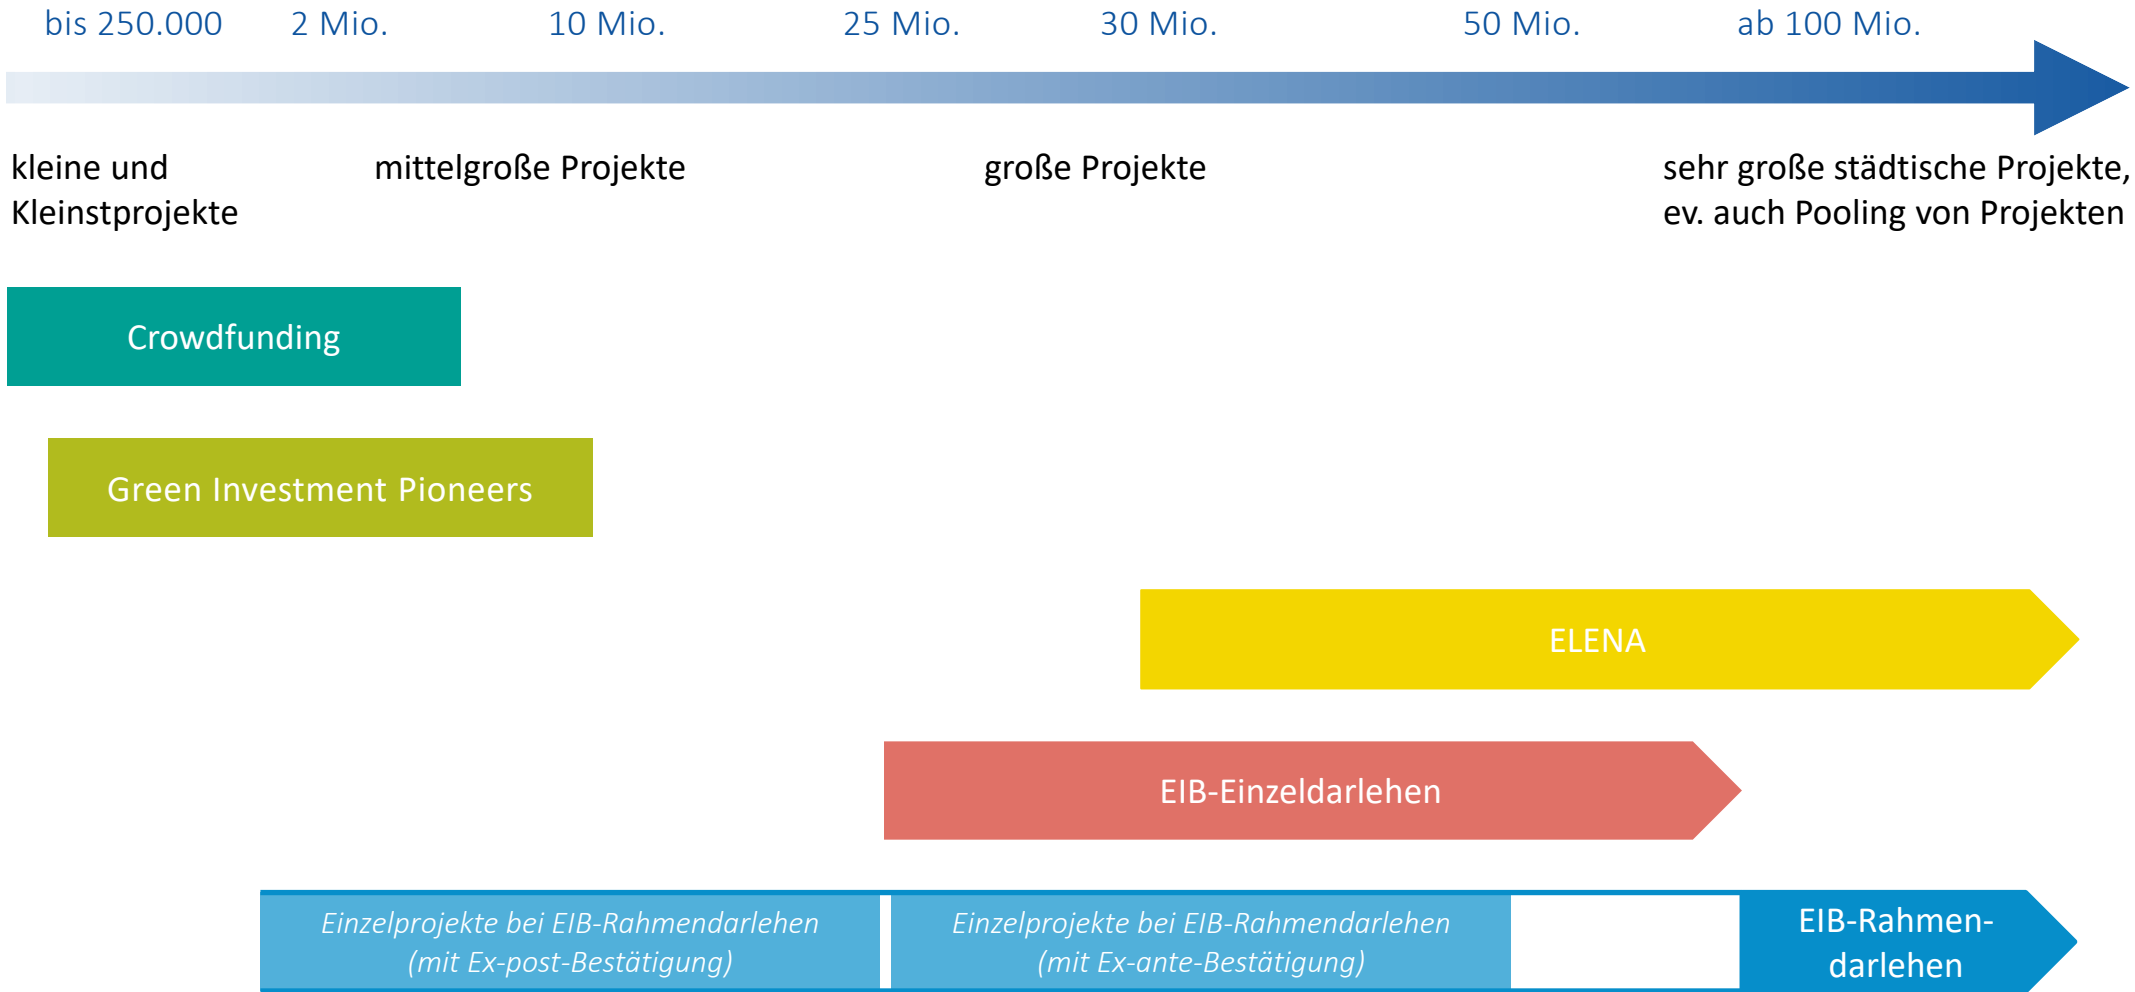 bis 250.000 2 Mio. 10 Mio. 25 Mio. 30 Mio. 50 Mio. ab 100 Mio.
kleine und
Kleinstprojekte
mittelgroße Projekte
große Projekte
sehr große städtische Projekte,
ev. auch Pooling von Projekten
Crowdfunding
Green Investment Pioneers
ELENA
EIB-Einzeldarlehen
Einzelprojekte bei EIB-Rahmendarlehen
(mit Ex-post-Bestätigung)
Einzelprojekte bei EIB-Rahmendarlehen
(mit Ex-ante-Bestätigung)
EIB-Rahmen-
darlehen